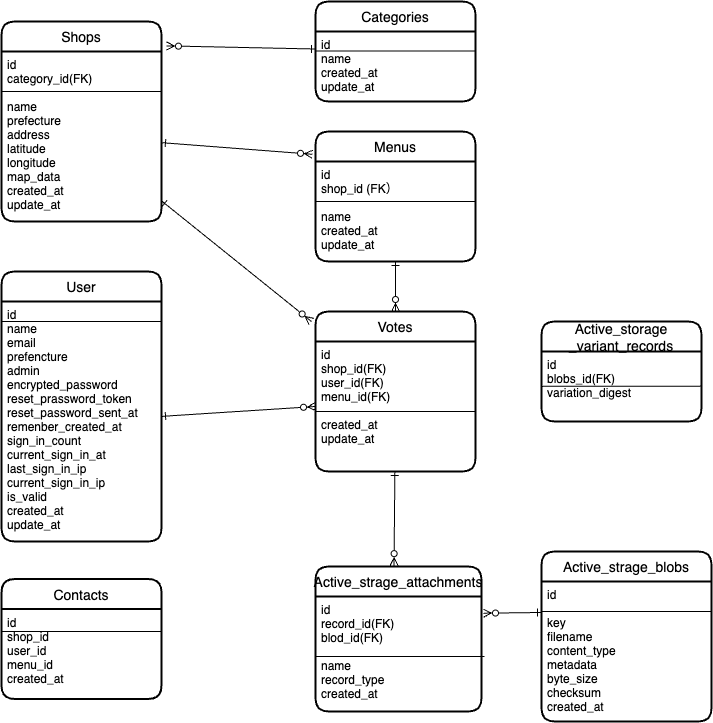 Categories
id
name
created_at
update_at
Shops
id
category_id(FK)
name
prefecture
address
latitude
longitude
map_data
created_at
update_at
Menus
id
shop_id (FK)
name
created_at
update_at
User
id
name
email
prefencture
admin
encrypted_password
reset_prassword_token
reset_password_sent_at
remenber_created_at
sign_in_count
current_sign_in_at
last_sign_in_ip
current_sign_in_ip
is_valid
created_at
update_at
Votes
id
shop_id(FK)
user_id(FK)
menu_id(FK)
created_at
update_at
Active_storage
_variant_records
id
blobs_id(FK)
variation_digest
Contacts
id
shop_id
user_id
menu_id
created_at
Active_strage_attachments
id
record_id(FK)
blod_id(FK)
name
record_type
created_at
Active_strage_blobs
id
key
filename
content_type
metadata
byte_size
checksum
created_at